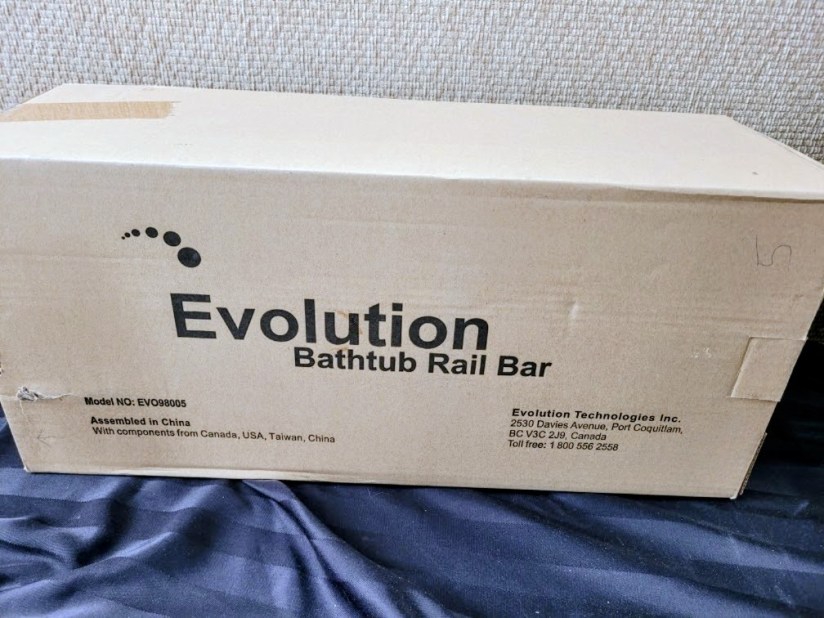 5
Evolution
Bathtub Rail Bar
Model NO: EVO98005
Assembled in China
With components from Canada, USA, Taiwan, China
Evolution Technologies Inc.
2530 Davies Avenue, Port Coquitlam,
BC V3C 2J9, Canada
Toll free: 1 800 556 2558